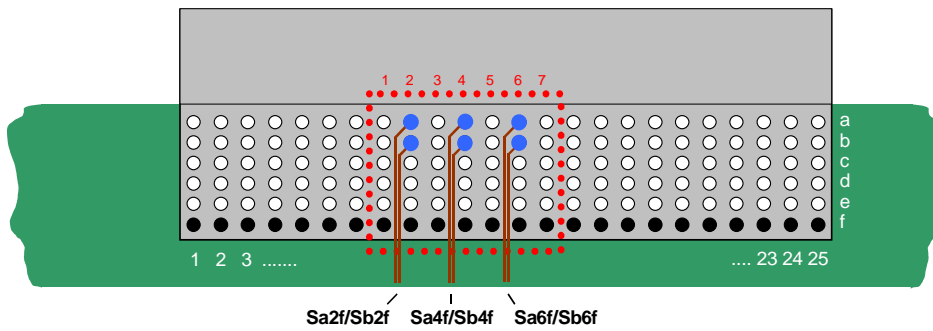 1 2 3 4 5 6 7
a
b
c
d
e
f
1 2 3 ....... .... 23 24 25
Sa2f/Sb2f Sa4f/Sb4f Sa6f/Sb6f